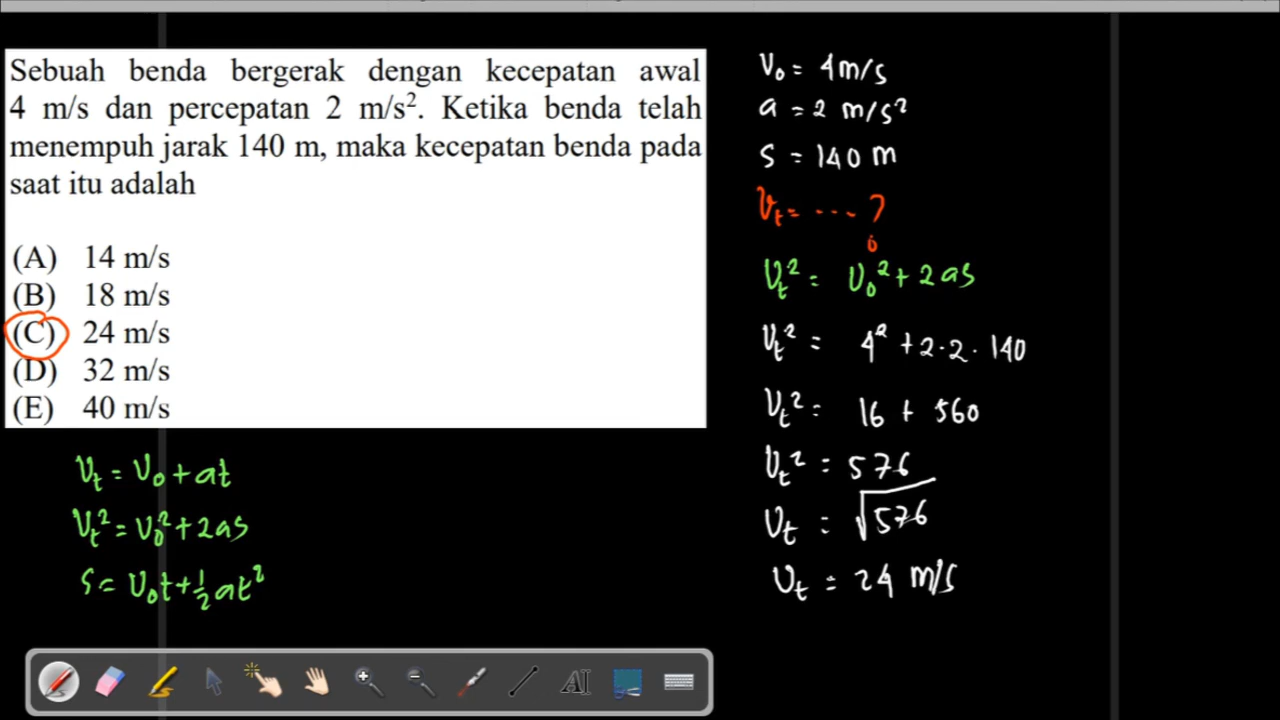 Sebuah benda bergerak dengan kecepatan awal
4 m/s dan percepatan 2 m/s². Ketika benda telah
menempuh jarak 140 m, maka kecepatan benda pada
saat itu adalah
(A) 14 m/s
(B) 18 m/s
(C) 24 m/s
(D) 32 m/s
(E) 40 m/s
Vt = V0 + at
Vt² = V0² + 2as
S = V0t + ½at²
V0 = 4 m/s
a = 2 m/s²
S = 140 m
Vt = .... ?
Vt² = V0² + 2as
Vt² = 4² + 2·2·140
Vt² = 16 + 560
Vt² = 576
Vt = √576
Vt = 24 m/s
AI